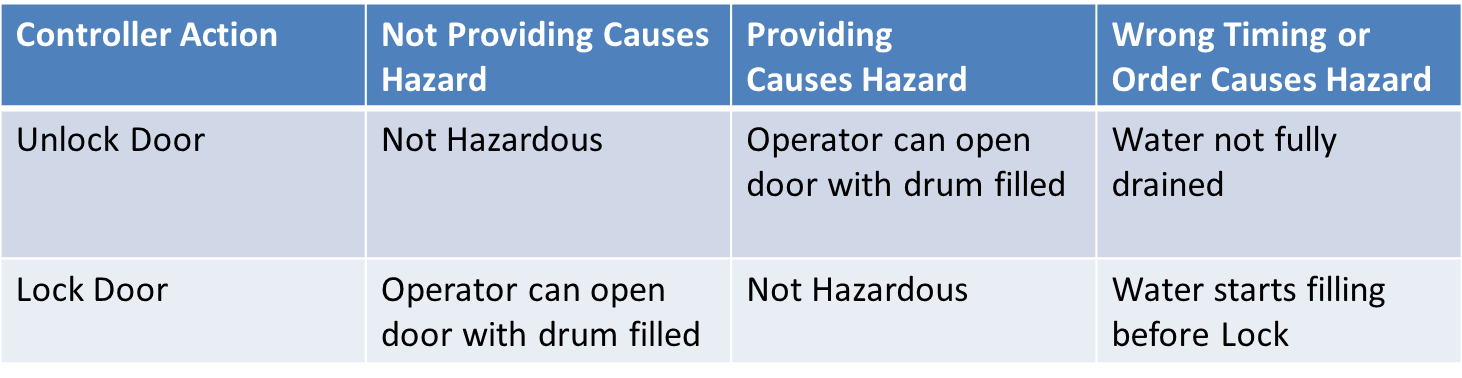 Controller Action
Not Providing Causes
Hazard
Providing
Causes Hazard
Wrong Timing or
Order Causes Hazard
Unlock Door
Not Hazardous
Operator can open
door with drum filled
Water not fully
drained
Lock Door
Operator can open
door with drum filled
Not Hazardous
Water starts filling
before Lock